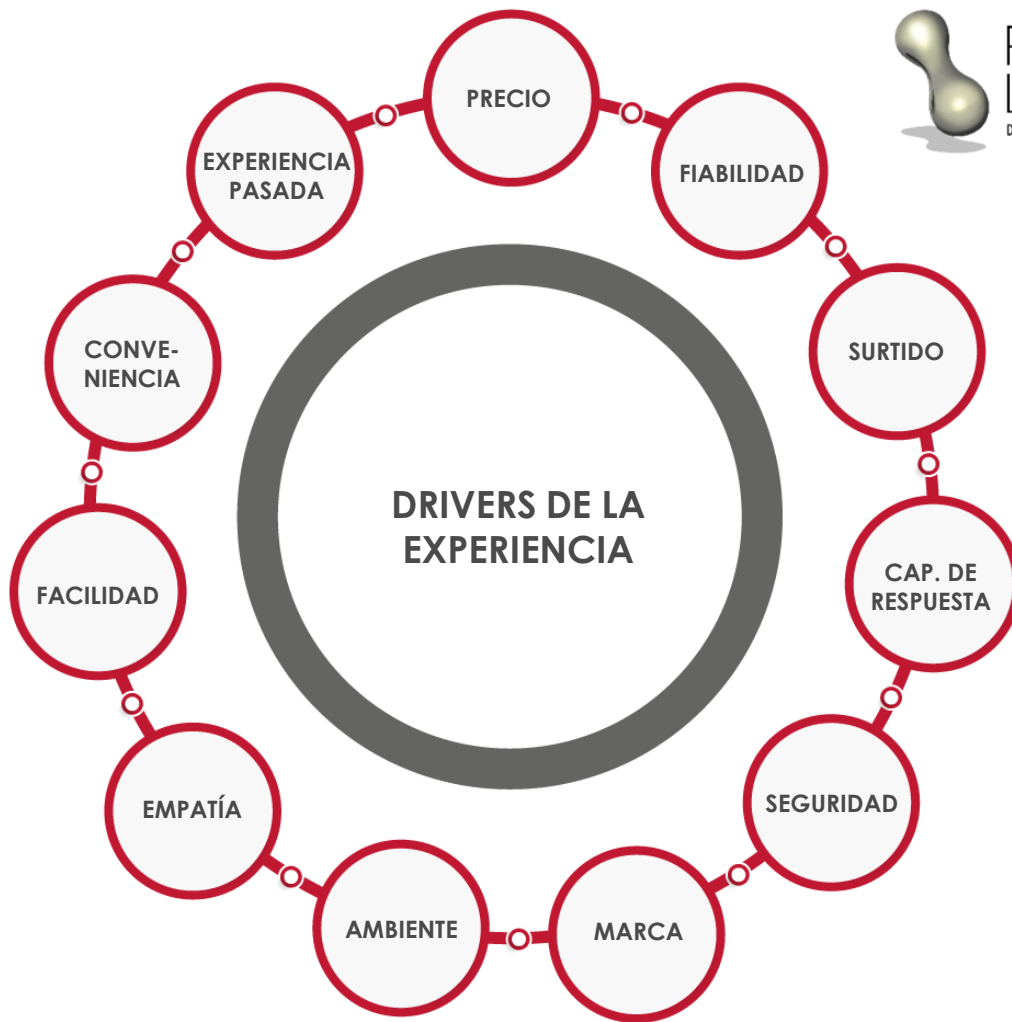 PRECIO
FIABILIDAD
SURTIDO
CAP. DE
RESPUESTA
SEGURIDAD
MARCA
AMBIENTE
EMPATÍA
FACILIDAD
CONVE-
NIENCIA
EXPERIENCIA
PASADA
DRIVERS DE LA
EXPERIENCIA